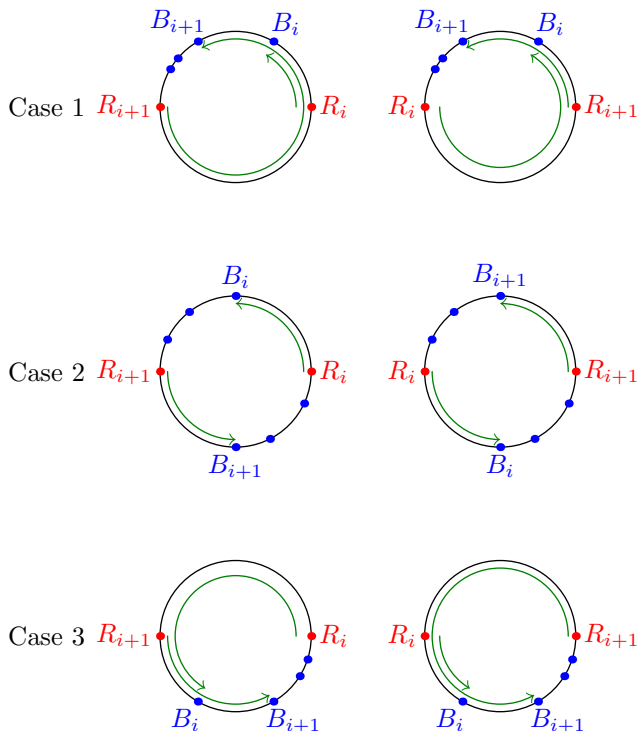 B_{i+1} B_i B_{i+1} B_i
Case 1 R_{i+1} R_i R_i R_{i+1}
B_i B_{i+1}
Case 2 R_{i+1} R_i R_i R_{i+1}
B_{i+1} B_i
Case 3 R_{i+1} R_i R_i R_{i+1}
B_i B_{i+1} B_i B_{i+1}